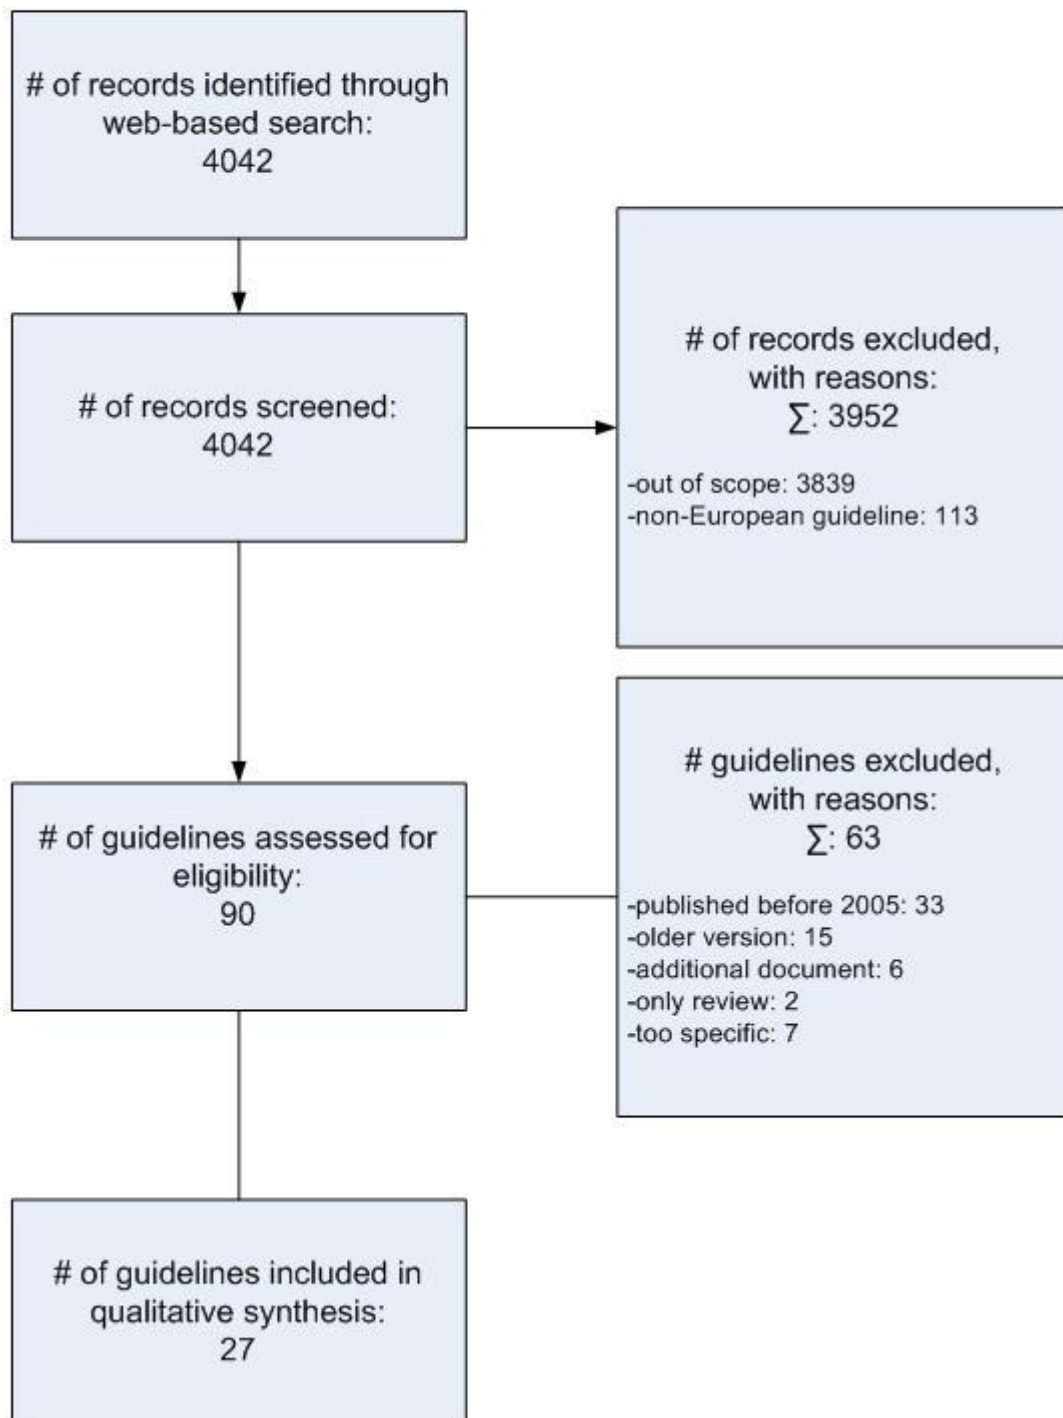 # of records identified through
web-based search:
4042
# of records screened:
4042
# of records excluded,
with reasons:
∑: 3952
-out of scope: 3839
-non-European guideline: 113
# of guidelines assessed for
eligibility:
90
# guidelines excluded,
with reasons:
∑: 63
-published before 2005: 33
-older version: 15
-additional document: 6
-only review: 2
-too specific: 7
# of guidelines included in
qualitative synthesis:
27